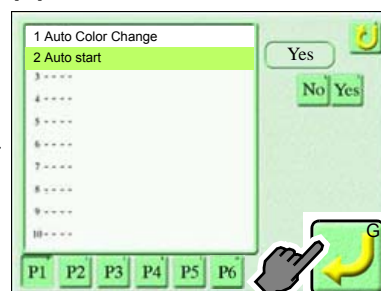 1 Auto Color Change
2 Auto start
3 - - - -
4 - - - -
5 - - - -
6 - - - -
7 - - - -
8 - - - -
9 - - - -
10 - - - -
Yes
No Yes
G
P1 P2 P3 P4 P5 P6